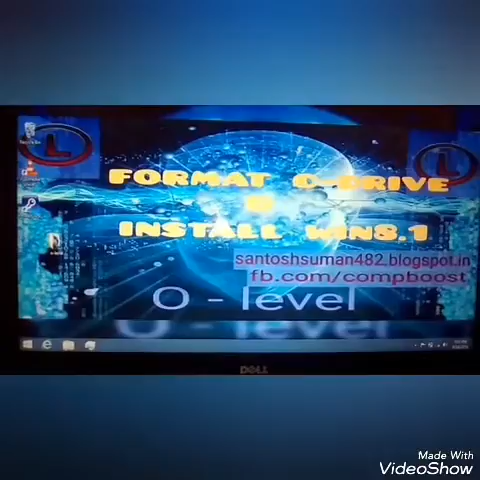 FORMAT O-DRIVE
INSTALL WIN8.1
santoshsuman482.blogspot.in
fb.com/compboost
O - level
DELL
Made With
VideoShow